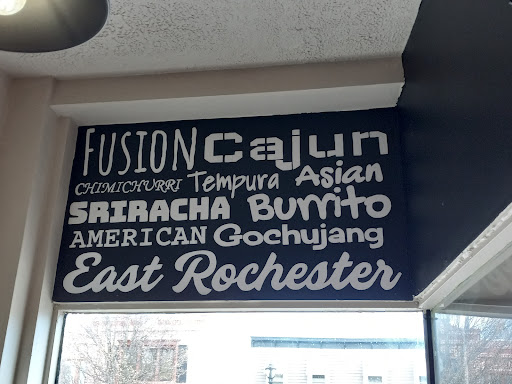 FUSION Cajun
CHIMICHURRI Tempura Asian
SRIRACHA Burrito
AMERICAN Gochujang
East Rochester